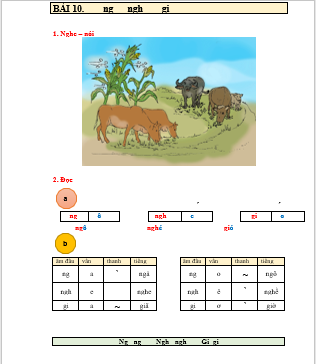 BÀI 10. ng ngh gi
1. Nghe – nói
2. Đọc
a
ng ô ngh e ´ gi o ´
ngô nghé gió
b
âm đầu vần thanh tiếng âm đầu vần thanh tiếng
ng a ` ngà ng o ~ ngõ
ngh e nghe ngh ê ` nghề
gi a ~ giã gi ơ ` giờ
Ng ng Ngh ngh Gi gi